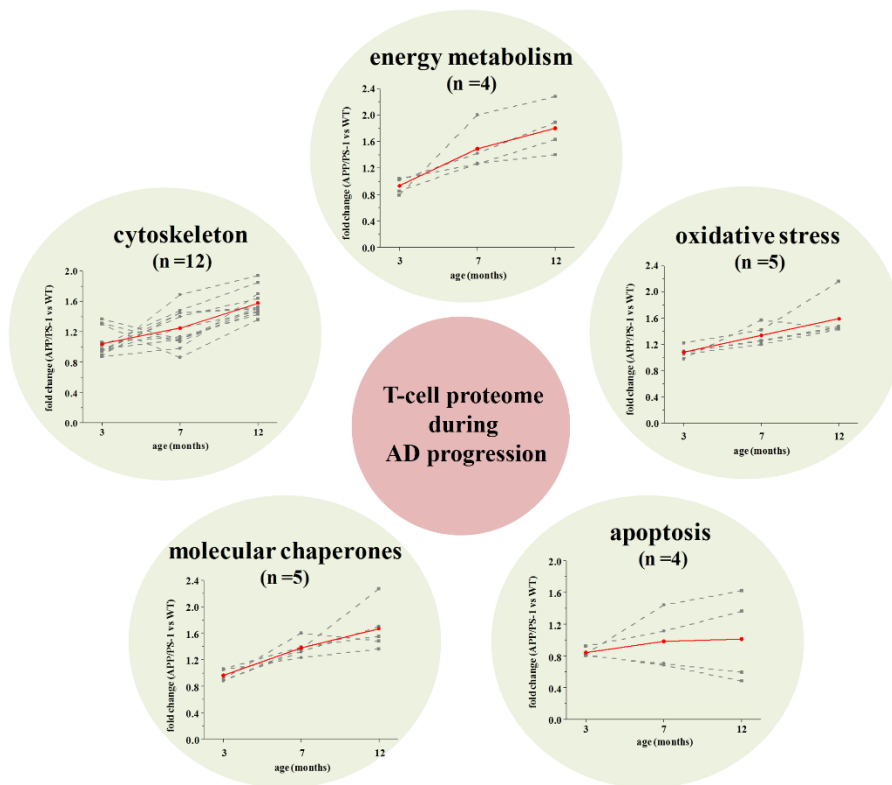 energy metabolism
(n =4)
fold change (APP/PS-1 vs WT)
2.4
2.0
1.6
1.2
0.8
0.4
0.0
3
7
12
age (months)
cytoskeleton
(n =12)
fold change (APP/PS-1 vs WT)
2.0
1.6
1.2
0.8
0.4
0.0
3
7
12
age (months)
oxidative stress
(n =5)
fold change (APP/PS-1 vs WT)
2.4
2.0
1.6
1.2
0.8
0.4
0.0
3
7
12
age (months)
T-cell proteome
during
AD progression
molecular chaperones
(n =5)
fold change (APP/PS-1 vs WT)
2.4
2.0
1.6
1.2
0.8
0.4
0.0
3
7
12
age (months)
apoptosis
(n =4)
fold change (APP/PS-1 vs WT)
2.0
1.6
1.2
0.8
0.4
0.0
3
7
12
age (months)